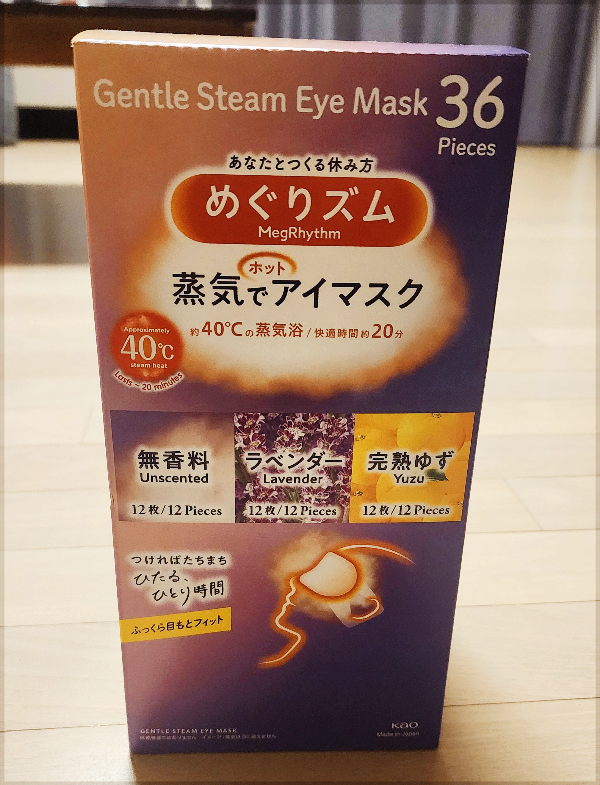 Gentle Steam Eye Mask 36
Pieces
あなたとつくる休み方
めぐりズム
MegRhythm
ホット
蒸気でアイマスク
約40℃の蒸気浴/快適時間約20分
Approximately
40℃
steam heat
Lasts ~ 20 minutes
無香料
Unscented
12枚/12 Pieces
ラベンダー
Lavender
12枚/12 Pieces
完熟ゆず
Yuzu
12枚/12 Pieces
つければたちまち
ひたる、
ひとり時間
ふっくら目もとフィット
Kao
Made in Japan
GENTLE STEAM EYE MASK